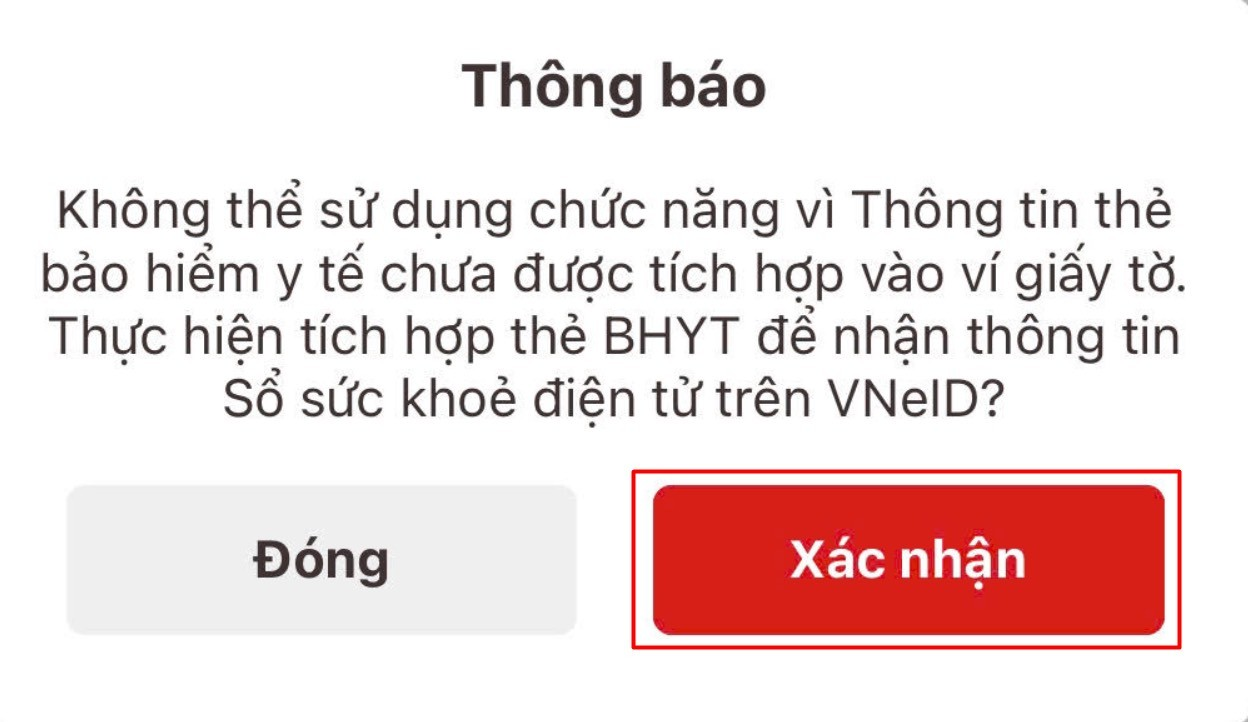 Thông báo
Không thể sử dụng chức năng vì Thông tin thẻ
bảo hiểm y tế chưa được tích hợp vào ví giấy tờ.
Thực hiện tích hợp thẻ BHYT để nhận thông tin
Sổ sức khoẻ điện tử trên VNeID?
Đóng
Xác nhận